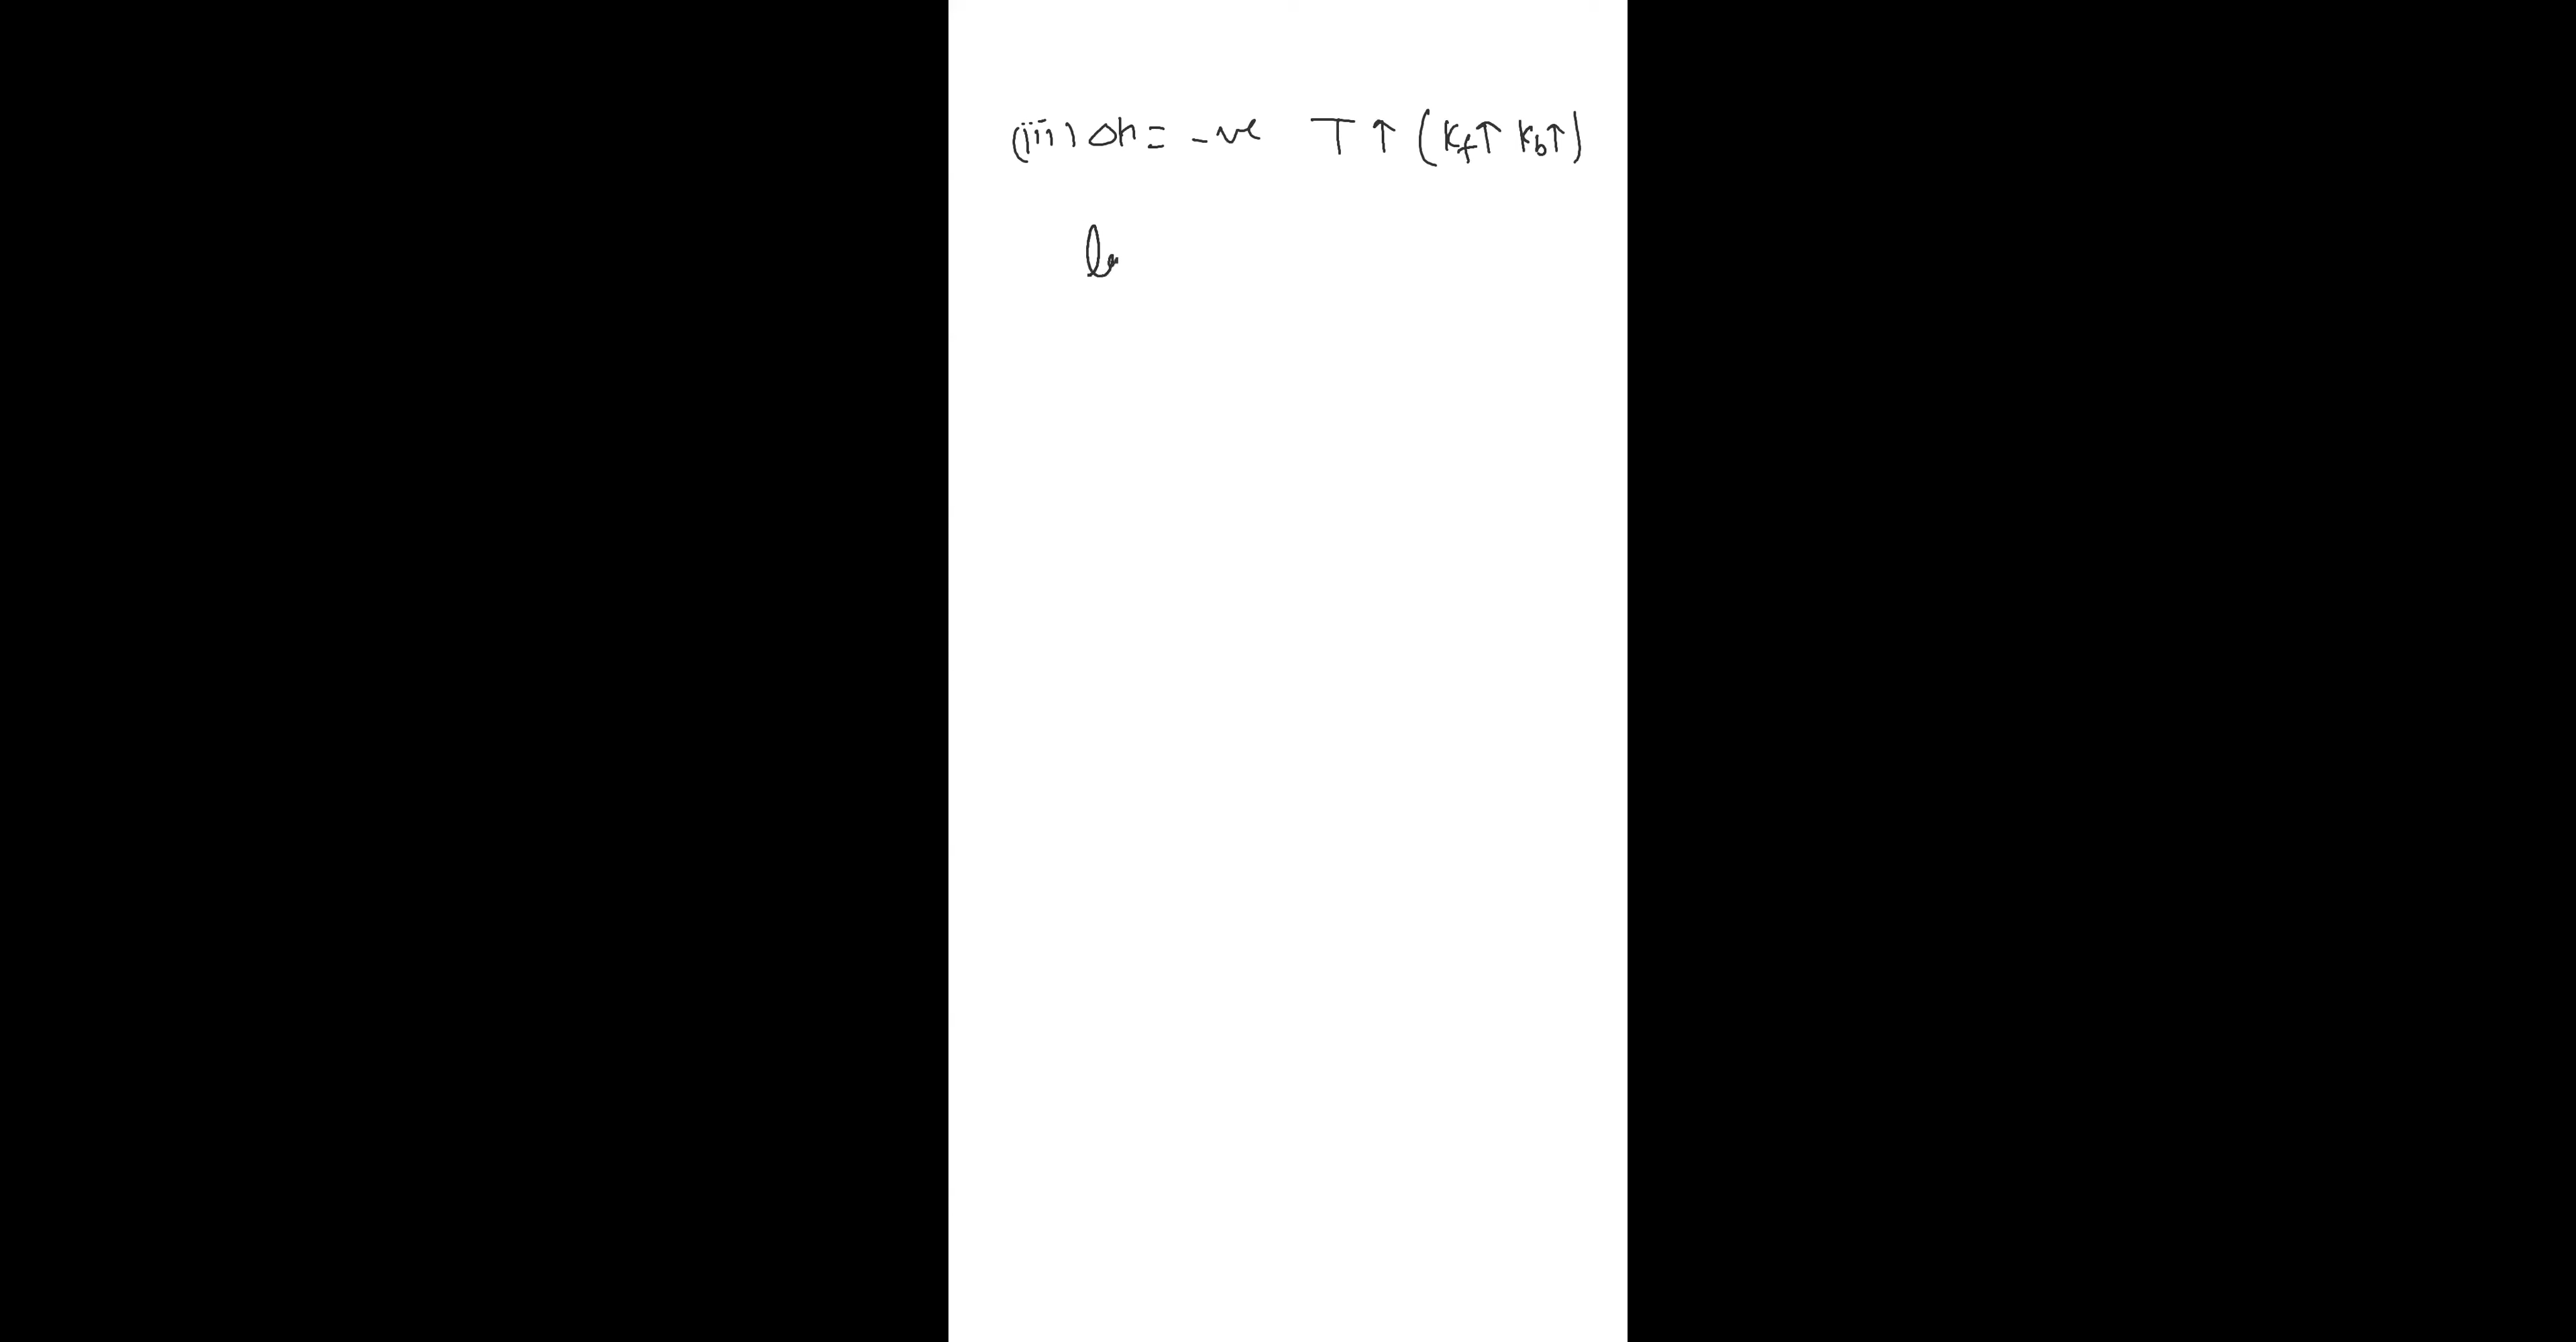 (iii) Δh = -ve T ↑ (Kf↑ Kb↑)